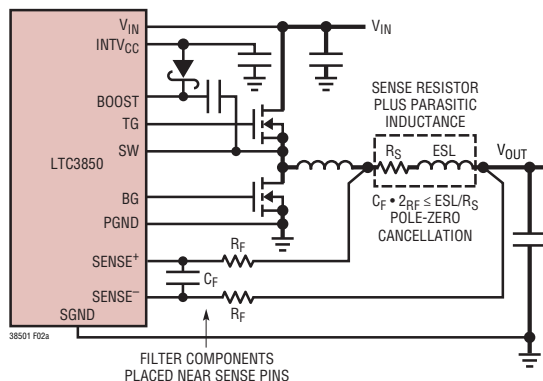 VIN
INTVCC
BOOST
TG
LTC3850
SW
BG
PGND
SENSE+
SENSE–
SGND
38501 F02a
VIN
SENSE RESISTOR
PLUS PARASITIC
INDUCTANCE
RS
ESL
VOUT
CF • 2RF ≤ ESL/RS
POLE-ZERO
CANCELLATION
RF
CF
RF
FILTER COMPONENTS
PLACED NEAR SENSE PINS